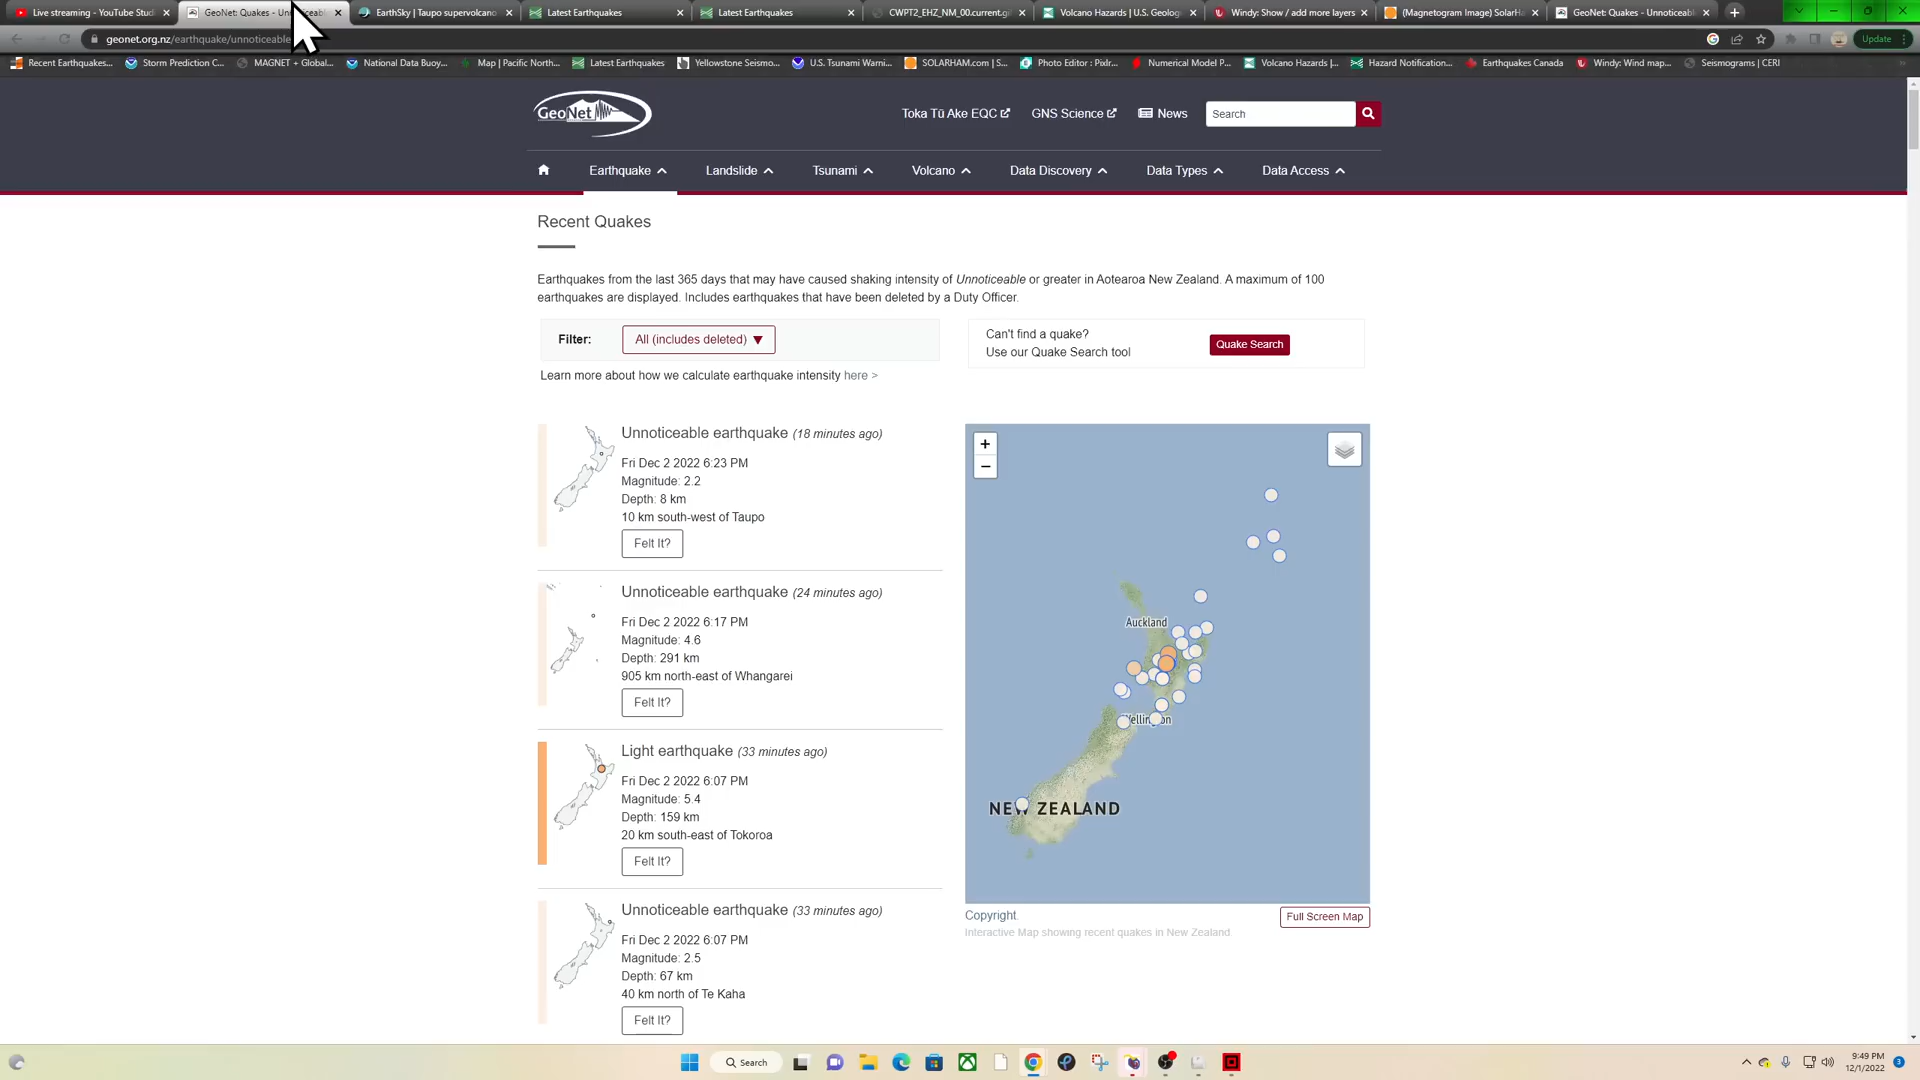 Live streaming - YouTube Studi
GeoNet: Quakes - Unnoticeable
EarthSky | Taupo supervolcano
Latest Earthquakes
Latest Earthquakes
CWPT2_EHZ_NM_00.current.gi
Volcano Hazards | U.S. Geolog
Windy: Show / add more layers
(Magnetogram Image) SolarH
GeoNet: Quakes - Unnoticeabl
geonet.org.nz/earthquake/unnoticeable
Update
Recent Earthquakes...
Storm Prediction C...
MAGNET + Global...
National Data Buoy...
Map | Pacific North...
Latest Earthquakes
Yellowstone Seismo...
U.S. Tsunami Warni...
SOLARHAM.com | S...
Photo Editor : Pixlr...
Numerical Model P...
Volcano Hazards |...
Hazard Notification...
Earthquakes Canada
Windy: Wind map...
Seismograms | CERI
GeoNet
Toka Tū Ake EQC
GNS Science
News
Search
Earthquake
Landslide
Tsunami
Volcano
Data Discovery
Data Types
Data Access
Recent Quakes
Earthquakes from the last 365 days that may have caused shaking intensity of Unnoticeable or greater in Aotearoa New Zealand. A maximum of 100
earthquakes are displayed. Includes earthquakes that have been deleted by a Duty Officer.
Filter:
All (includes deleted) ▼
Can't find a quake?
Use our Quake Search tool
Quake Search
Learn more about how we calculate earthquake intensity here >
Unnoticeable earthquake (18 minutes ago)
Fri Dec 2 2022 6:23 PM
Magnitude: 2.2
Depth: 8 km
10 km south-west of Taupo
Felt It?
Unnoticeable earthquake (24 minutes ago)
Fri Dec 2 2022 6:17 PM
Magnitude: 4.6
Depth: 291 km
905 km north-east of Whangarei
Felt It?
Light earthquake (33 minutes ago)
Fri Dec 2 2022 6:07 PM
Magnitude: 5.4
Depth: 159 km
20 km south-east of Tokoroa
Felt It?
Unnoticeable earthquake (33 minutes ago)
Fri Dec 2 2022 6:07 PM
Magnitude: 2.5
Depth: 67 km
40 km north of Te Kaha
Felt It?
+
−
Auckland
Wellington
NEW ZEALAND
Copyright.
Full Screen Map
Interactive Map showing recent quakes in New Zealand
Search
9:49 PM
12/1/2022
3